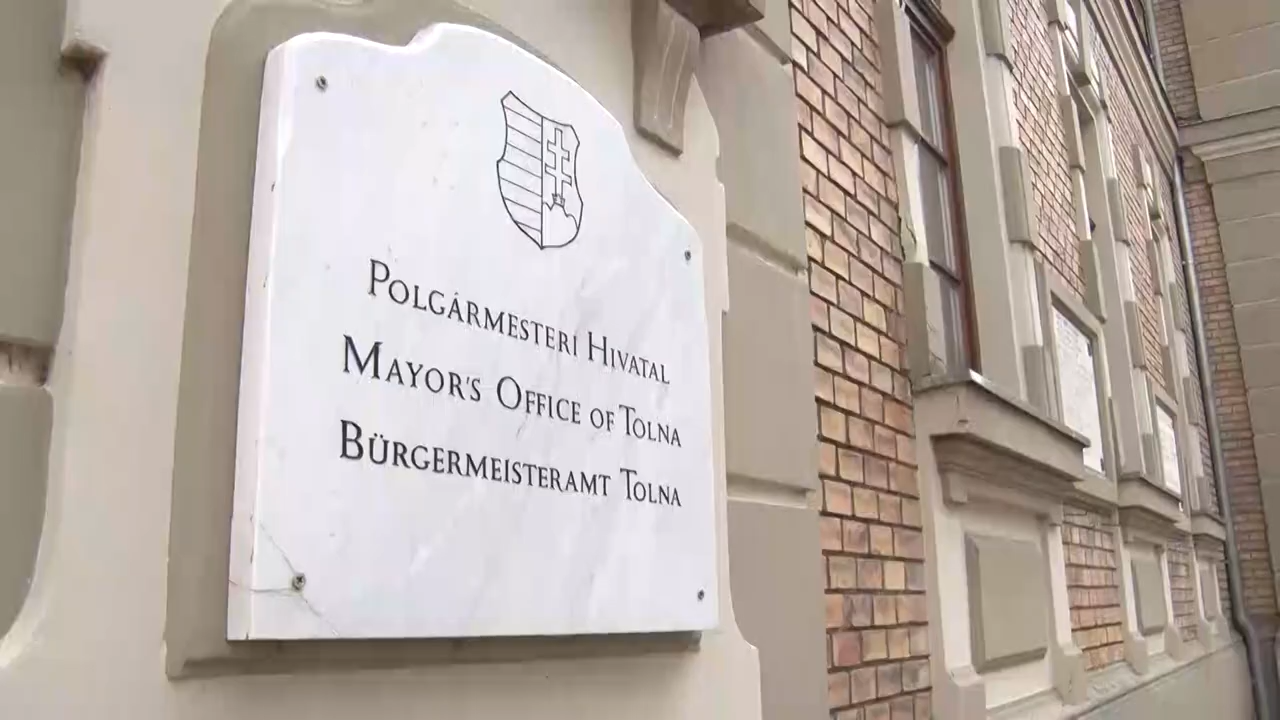 POLGÁRMESTERI HIVATAL
MAYOR'S OFFICE OF TOLNA
BÜRGERMEISTERAMT TOLNA